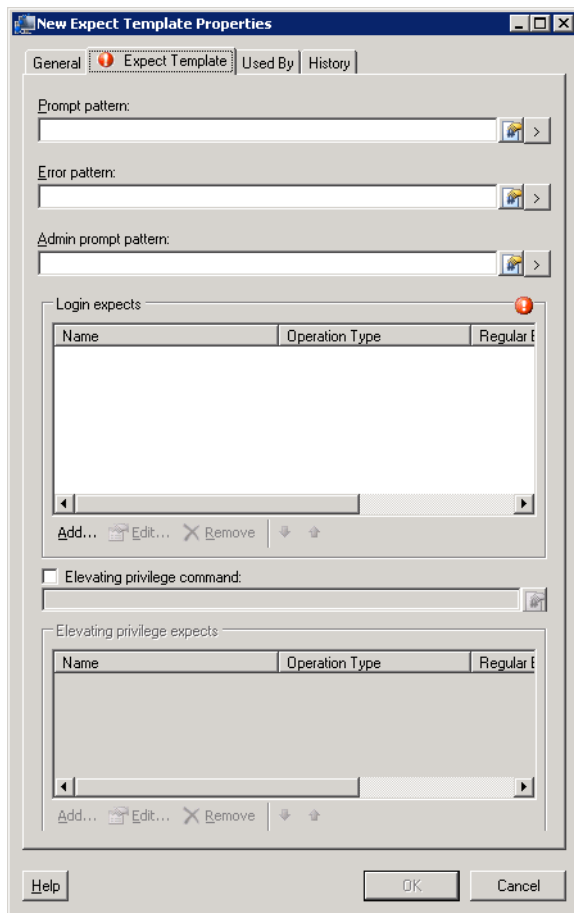 New Expect Template Properties
General Expect Template Used By History
Prompt pattern:
>
Error pattern:
>
Admin prompt pattern:
>
Login expects
Name Operation Type Regular E
Add... Edit... Remove
Elevating privilege command:
Elevating privilege expects
Name Operation Type Regular E
Add... Edit... Remove
Help OK Cancel